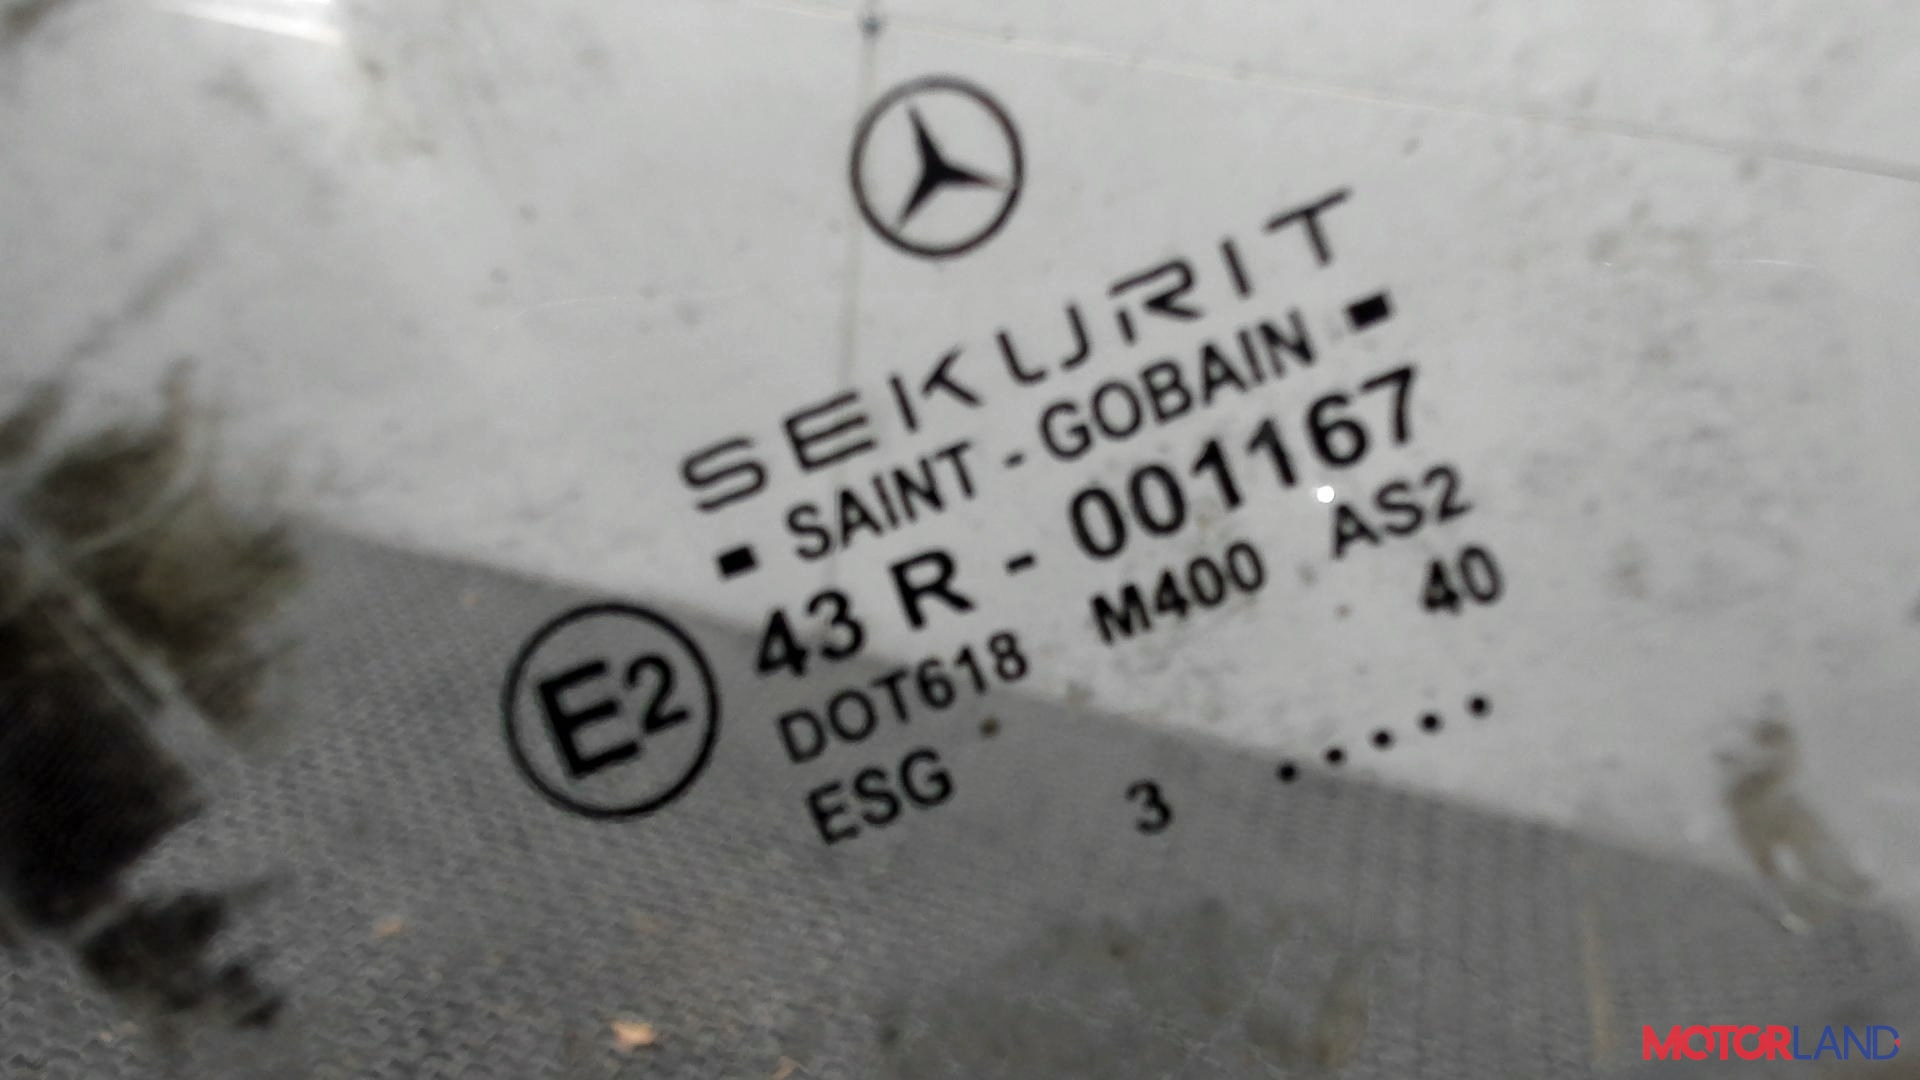 SEKURIT
SAINT - GOBAIN
E2
43 R - 001167
DOT618 M400 AS2
ESG 40
3 .....
MOTORLAND